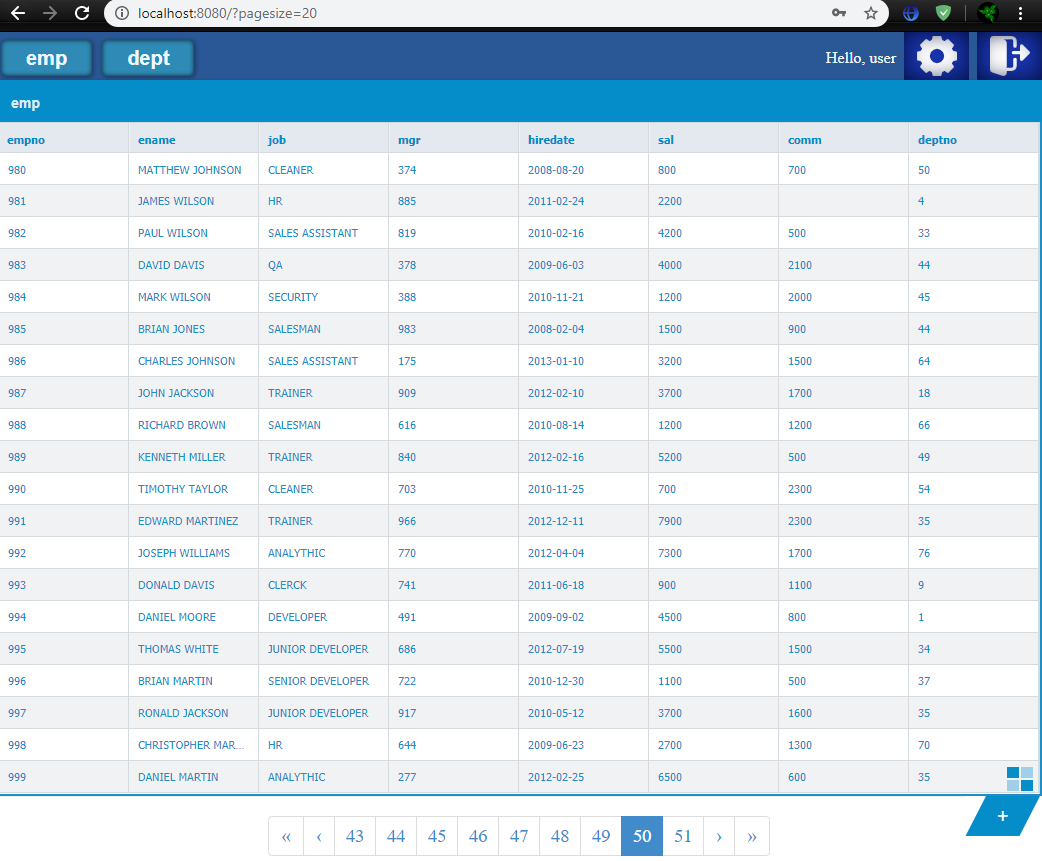 localhost:8080/?pagesize=20
emp dept Hello, user
emp
empno ename job mgr hiredate sal comm deptno
980 MATTHEW JOHNSON CLEANER 374 2008-08-20 800 700 50
981 JAMES WILSON HR 885 2011-02-24 2200 4
982 PAUL WILSON SALES ASSISTANT 819 2010-02-16 4200 500 33
983 DAVID DAVIS QA 378 2009-06-03 4000 2100 44
984 MARK WILSON SECURITY 388 2010-11-21 1200 2000 45
985 BRIAN JONES SALESMAN 983 2008-02-04 1500 900 44
986 CHARLES JOHNSON SALES ASSISTANT 175 2013-01-10 3200 1500 64
987 JOHN JACKSON TRAINER 909 2012-02-10 3700 1700 18
988 RICHARD BROWN SALESMAN 616 2010-08-14 1200 1200 66
989 KENNETH MILLER TRAINER 840 2012-02-16 5200 500 49
990 TIMOTHY TAYLOR CLEANER 703 2010-11-25 700 2300 54
991 EDWARD MARTINEZ TRAINER 966 2012-12-11 7900 2300 35
992 JOSEPH WILLIAMS ANALYTHIC 770 2012-04-04 7300 1700 76
993 DONALD DAVIS CLERCK 741 2011-06-18 900 1100 9
994 DANIEL MOORE DEVELOPER 491 2009-09-02 4500 800 1
995 THOMAS WHITE JUNIOR DEVELOPER 686 2012-07-19 5500 1500 34
996 BRIAN MARTIN SENIOR DEVELOPER 722 2010-12-30 1100 500 37
997 RONALD JACKSON JUNIOR DEVELOPER 917 2010-05-12 3700 1600 35
998 CHRISTOPHER MAR... HR 644 2009-06-23 2700 1300 70
999 DANIEL MARTIN ANALYTHIC 277 2012-02-25 6500 600 35
+
« ‹ 43 44 45 46 47 48 49 50 51 › »